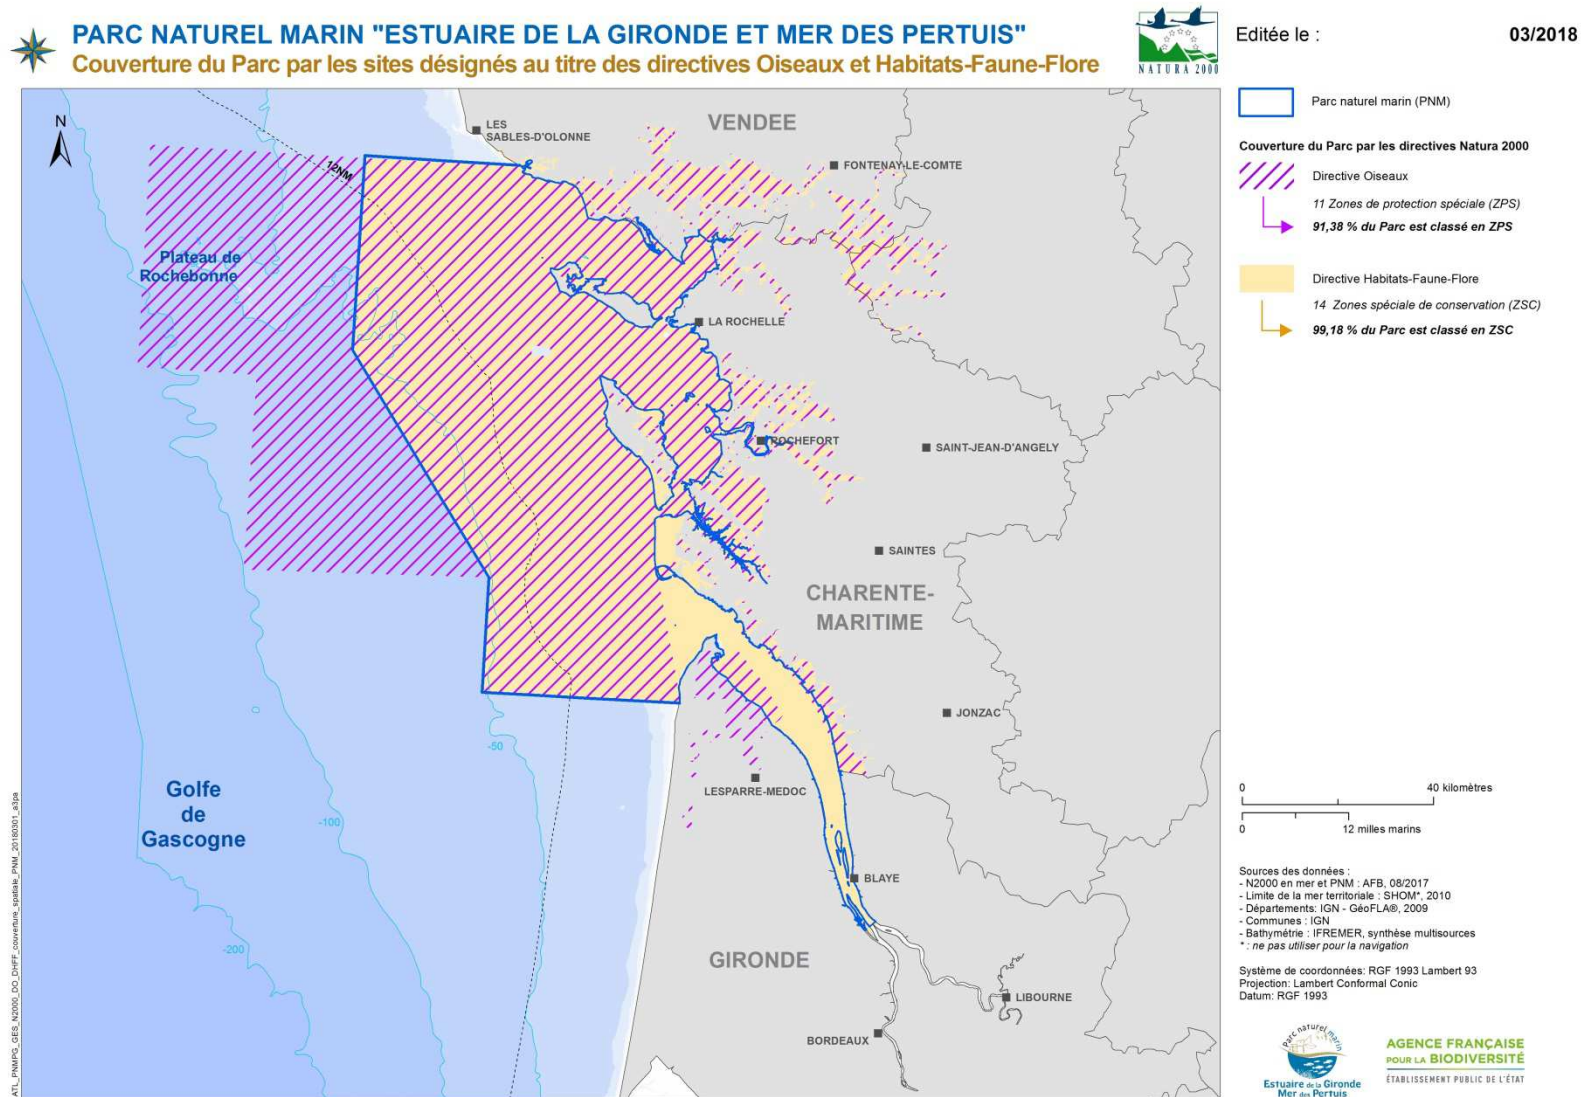 PARC NATUREL MARIN "ESTUAIRE DE LA GIRONDE ET MER DES PERTUIS"
Couverture du Parc par les sites désignés au titre des directives Oiseaux et Habitats-Faune-Flore
NATURA 2000
Editée le :
03/2018
N
LES
SABLES-D'OLONNE
VENDEE
FONTENAY-LE-COMTE
12NM
Plateau de
Rochebonne
LA ROCHELLE
ROCHEFORT
SAINT-JEAN-D'ANGELY
SAINTES
CHARENTE-
MARITIME
JONZAC
-50
LESPARRE-MEDOC
Golfe
de
Gascogne
-100
BLAYE
-200
GIRONDE
LIBOURNE
BORDEAUX
ATL_PNMPG_GES_N2000_DO_DHFF_couverture_spatiale_PNM_20180301_a3pa
Parc naturel marin (PNM)
Couverture du Parc par les directives Natura 2000
Directive Oiseaux
11 Zones de protection spéciale (ZPS)
91,38 % du Parc est classé en ZPS
Directive Habitats-Faune-Flore
14 Zones spéciale de conservation (ZSC)
99,18 % du Parc est classé en ZSC
0 40 kilomètres
0 12 milles marins
Sources des données :
- N2000 en mer et PNM : AFB, 08/2017
- Limite de la mer territoriale : SHOM*, 2010
- Départements: IGN - GéoFLA®, 2009
- Communes : IGN
- Bathymétrie : IFREMER, synthèse multisources
* : ne pas utiliser pour la navigation
Système de coordonnées: RGF 1993 Lambert 93
Projection: Lambert Conformal Conic
Datum: RGF 1993
Parc naturel marin
Estuaire de la Gironde
Mer des Pertuis
AGENCE FRANÇAISE
POUR LA BIODIVERSITÉ
ÉTABLISSEMENT PUBLIC DE L'ÉTAT